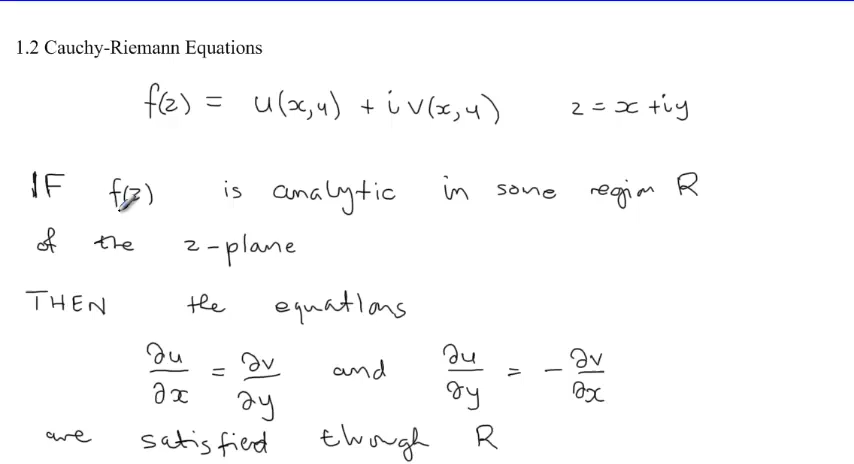 1.2 Cauchy-Riemann Equations
f(z) = u(x,y) + i v(x,y) z = x + iy
IF f(z) is analytic in some region R
of the z-plane
THEN the equations
∂u/∂x = ∂v/∂y and ∂u/∂y = - ∂v/∂x
are satisfied through R